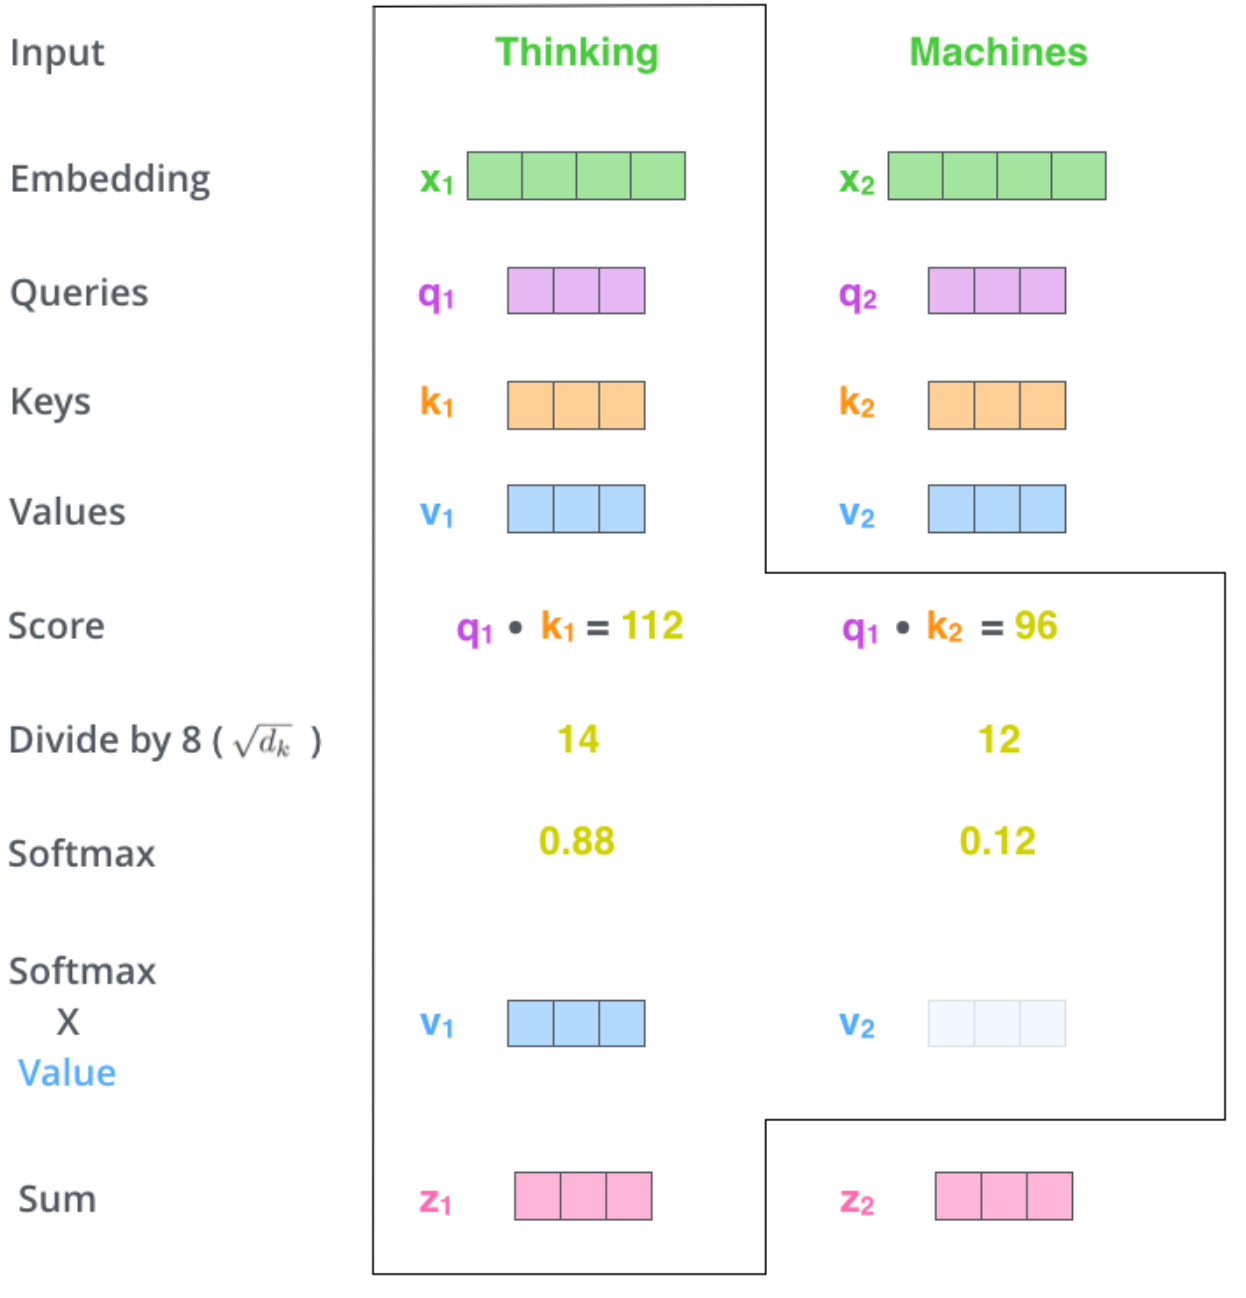 Input Thinking Machines
Embedding x1 x2
Queries q1 q2
Keys k1 k2
Values v1 v2
Score q1 • k1 = 112 q1 • k2 = 96
Divide by 8 ( √dk ) 14 12
Softmax 0.88 0.12
Softmax
X v1 v2
Value
Sum z1 z2